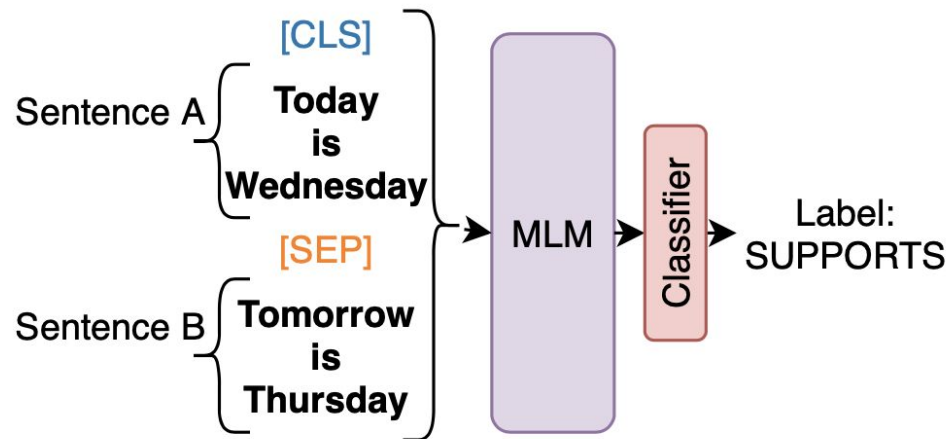 [CLS]
Sentence A
Today
is
Wednesday
[SEP]
Sentence B
Tomorrow
is
Thursday
MLM
Classifier
Label:
SUPPORTS